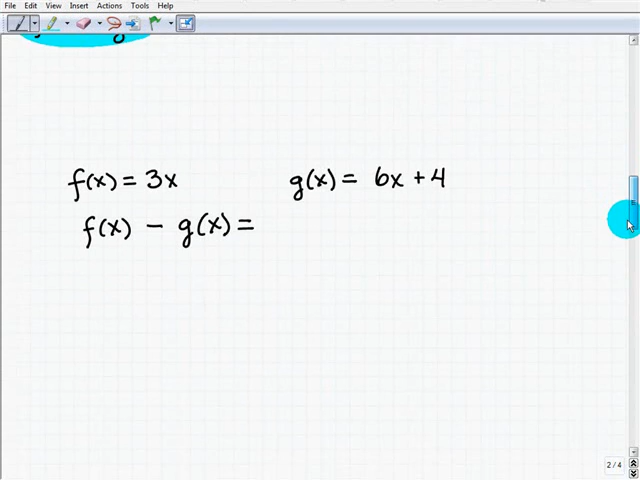 File Edit View Insert Actions Tools Help
f(x) = 3x g(x) = 6x + 4
f(x) − g(x) =
2 / 4